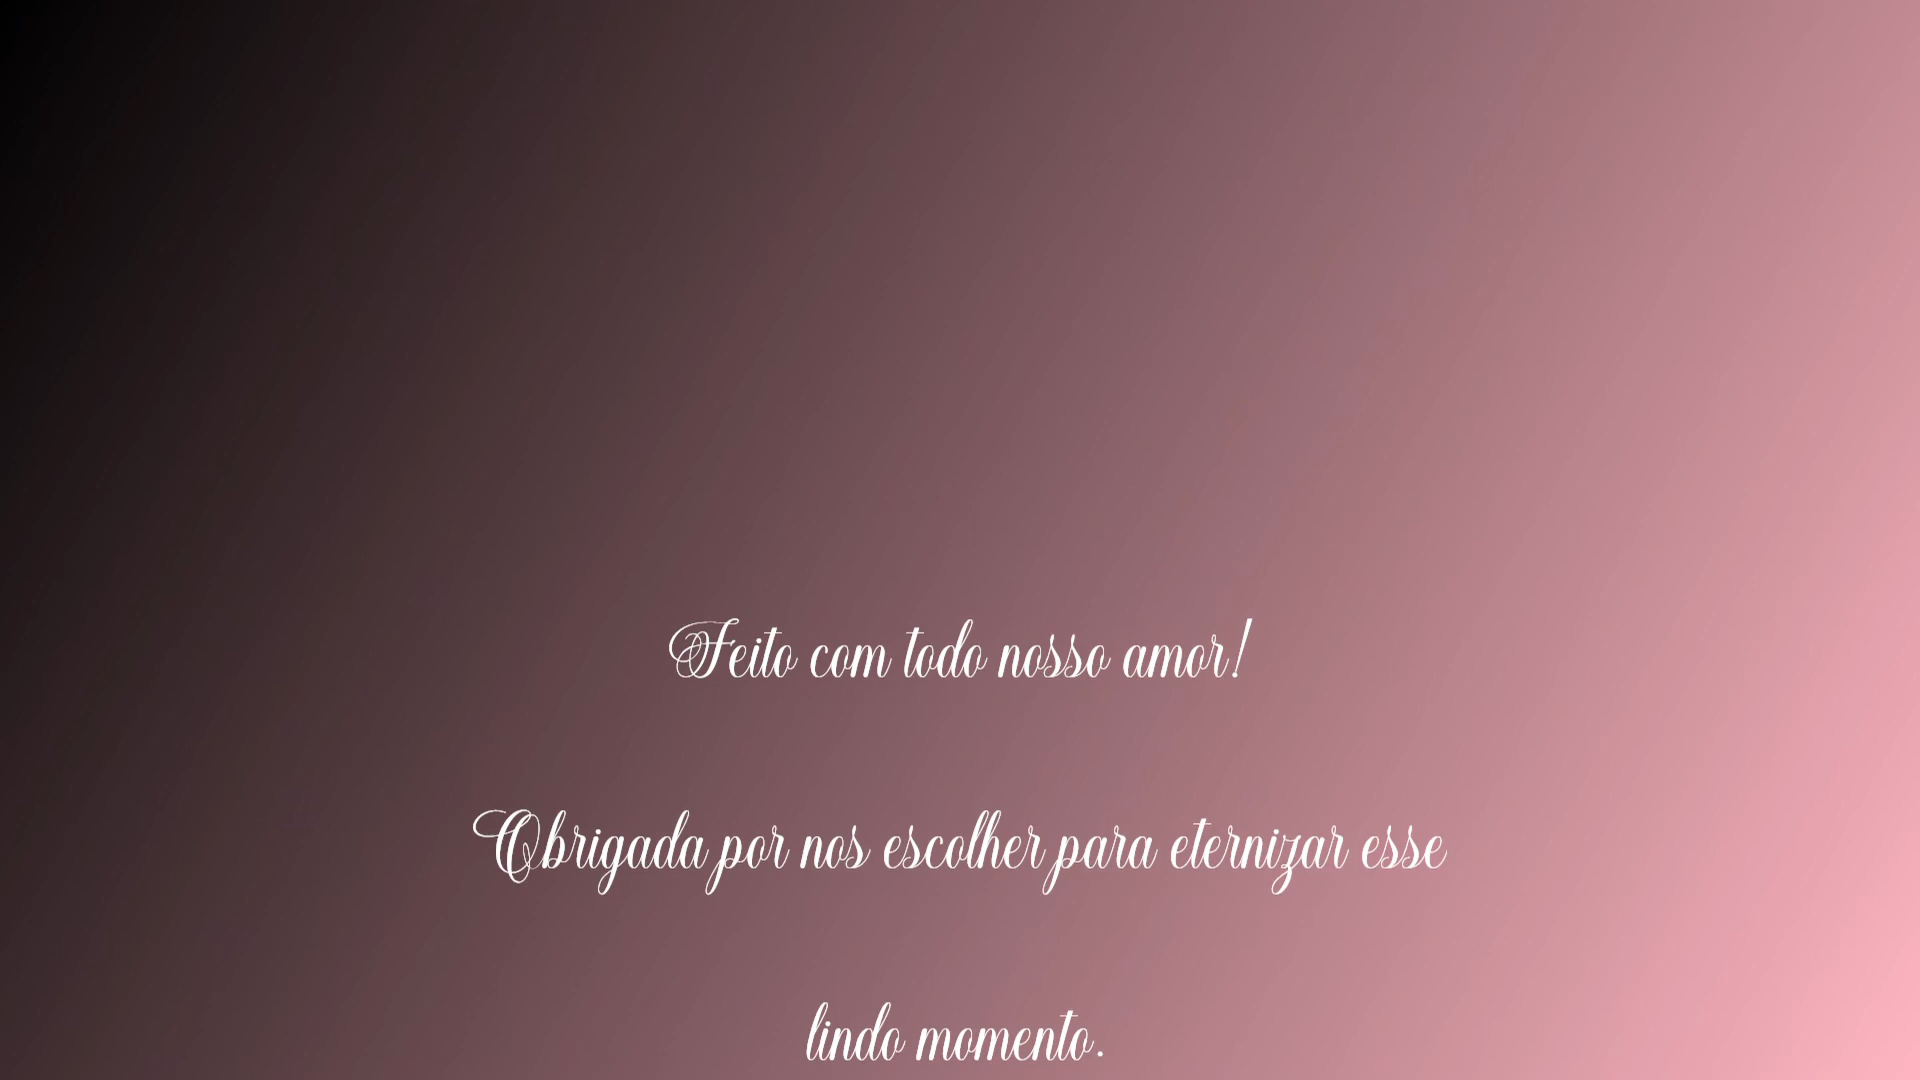 Feito com todo nosso amor!
Obrigada por nos escolher para eternizar esse
lindo momento.